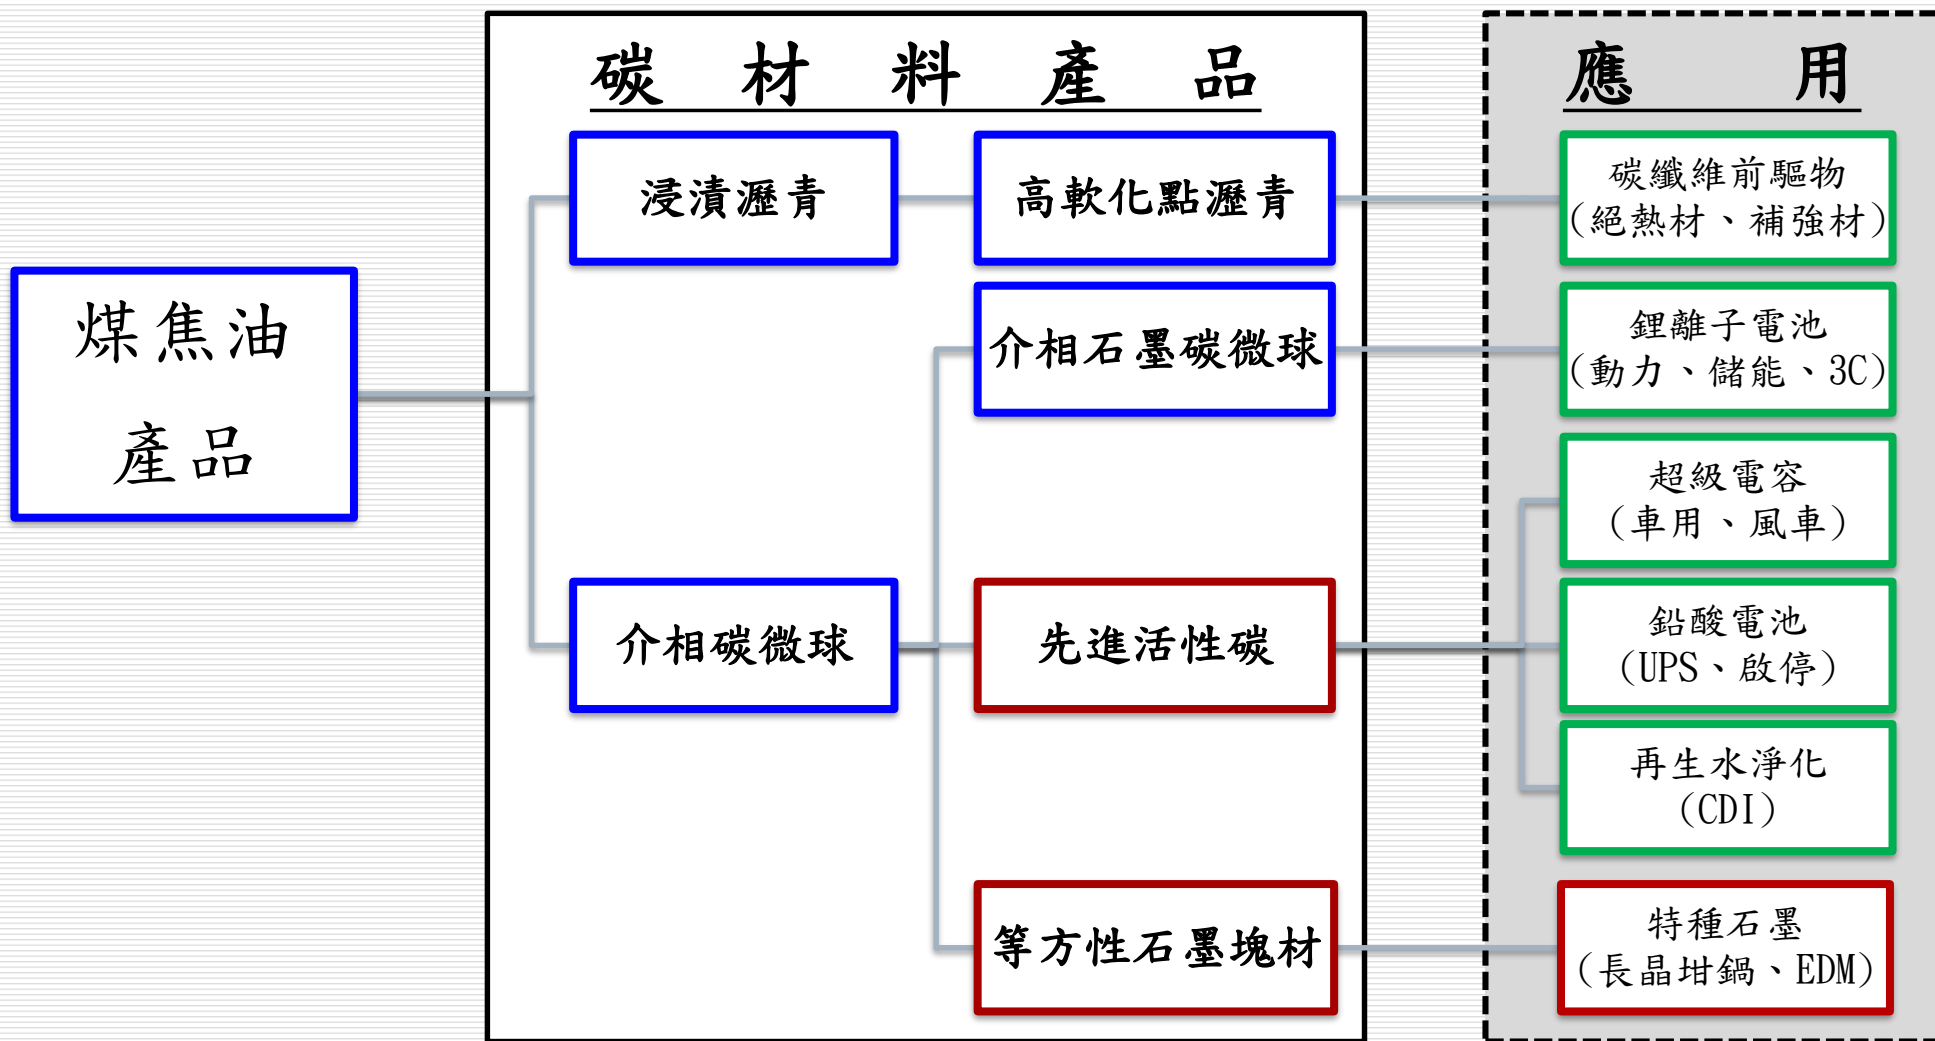 碳材料產品
應用
煤焦油
產品
浸漬瀝青
高軟化點瀝青
碳纖維前驅物
(絕熱材、補強材)
介相石墨碳微球
鋰離子電池
(動力、儲能、3C)
超級電容
(車用、風車)
介相碳微球
先進活性碳
鉛酸電池
(UPS、啟停)
再生水淨化
(CDI)
等方性石墨塊材
特種石墨
(長晶坩鍋、EDM)